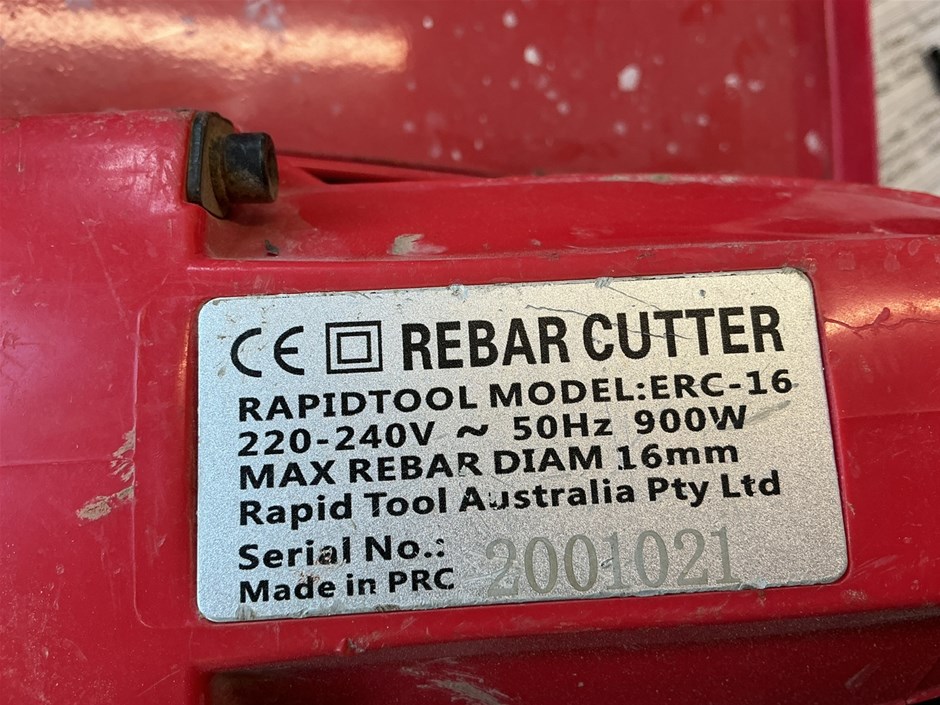 CE REBAR CUTTER
RAPIDTOOL MODEL:ERC-16
220-240V ~ 50Hz 900W
MAX REBAR DIAM 16mm
Rapid Tool Australia Pty Ltd
Serial No.: 2001021
Made in PRC